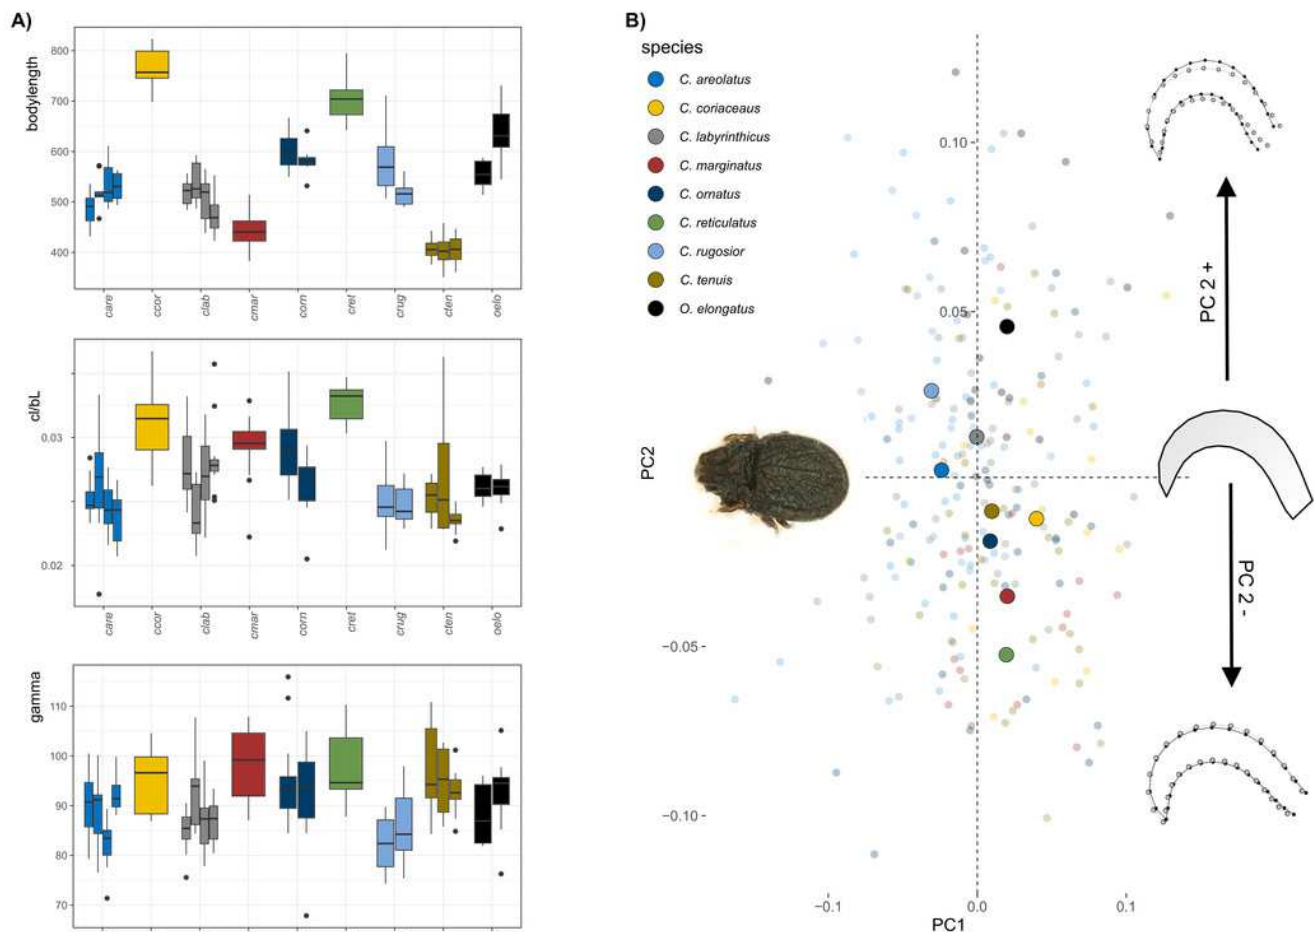 A)
bodylength
800
700
600
500
400
care
ccor
clab
cmar
corn
cret
crug
cten
oelo
cl/bL
0.03
0.02
care
ccor
clab
cmar
corn
cret
crug
cten
oelo
gamma
110
100
90
80
70
B)
species
C. areolatus
C. coriaceaus
C. labyrinthicus
C. marginatus
C. ornatus
C. reticulatus
C. rugosior
C. tenuis
O. elongatus
0.10
0.05
PC2
−0.05
−0.10
−0.1
0.0
0.1
PC1
PC 2 +
PC 2 -